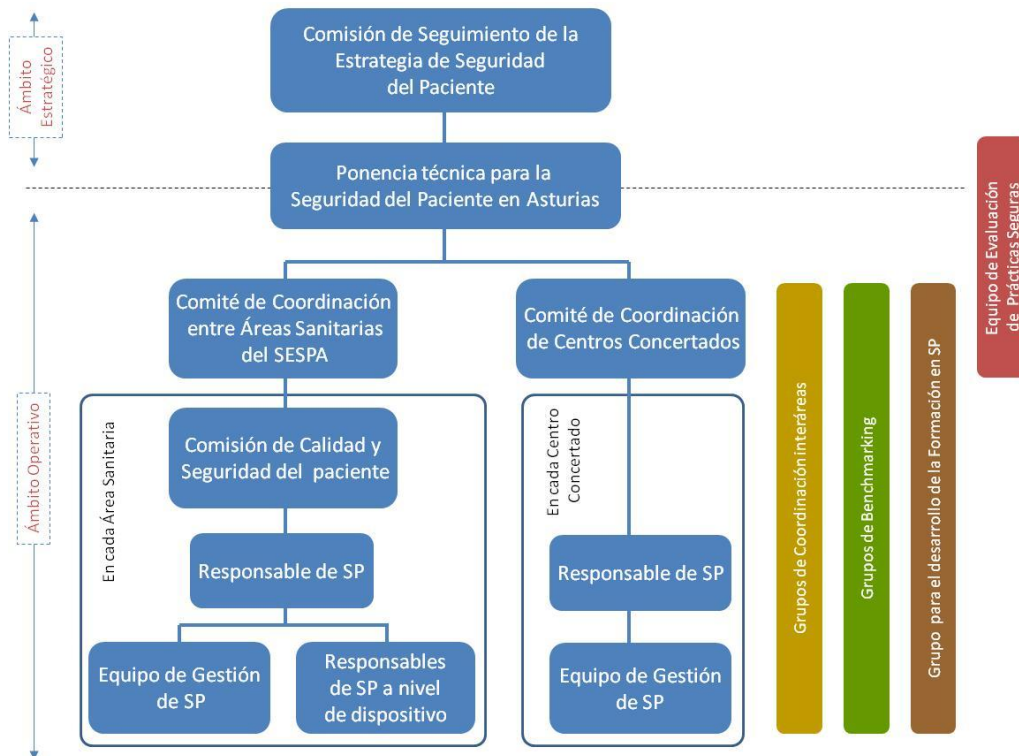 Ámbito
Estratégico
Comisión de Seguimiento de la
Estrategia de Seguridad
del Paciente
Ponencia técnica para la
Seguridad del Paciente en Asturias
Equipo de Evaluación
de Prácticas Seguras
Ámbito Operativo
Comité de Coordinación
entre Áreas Sanitarias
del SESPA
Comité de Coordinación
de Centros Concertados
En cada Área Sanitaria
Comisión de Calidad y
Seguridad del paciente
Responsable de SP
Equipo de Gestión
de SP
Responsables
de SP a nivel
de dispositivo
En cada Centro
Concertado
Responsable de SP
Equipo de Gestión
de SP
Grupos de Coordinación interáreas
Grupos de Benchmarking
Grupo para el desarrollo de la Formación en SP